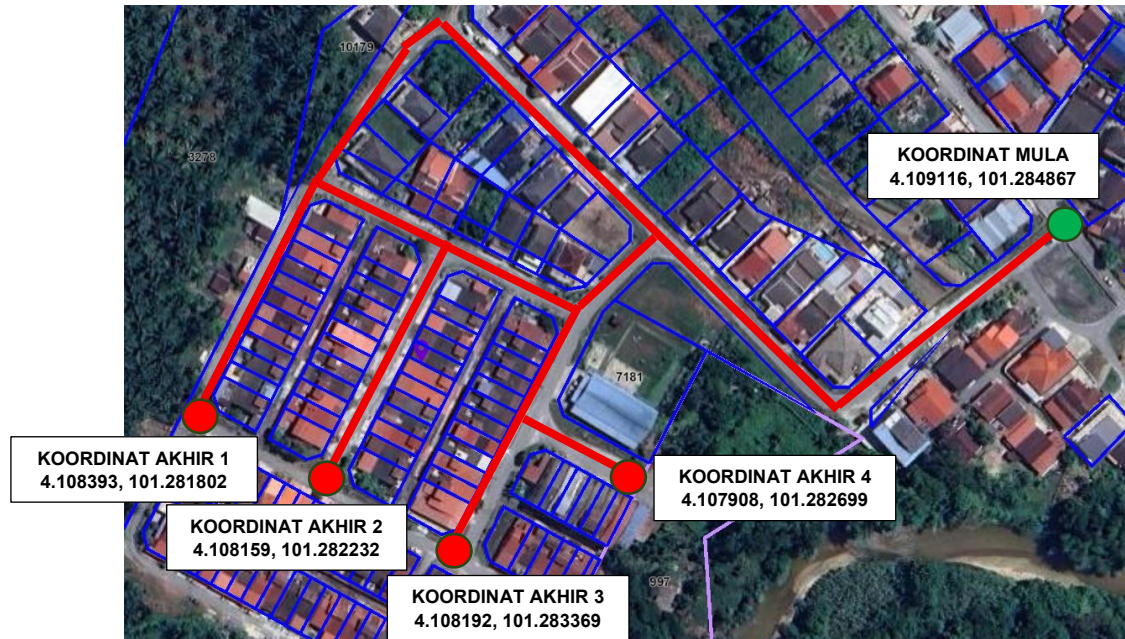 10179
3278
KOORDINAT MULA
4.109116, 101.284867
7181
KOORDINAT AKHIR 1
4.108393, 101.281802
KOORDINAT AKHIR 4
4.107908, 101.282699
KOORDINAT AKHIR 2
4.108159, 101.282232
997
KOORDINAT AKHIR 3
4.108192, 101.283369